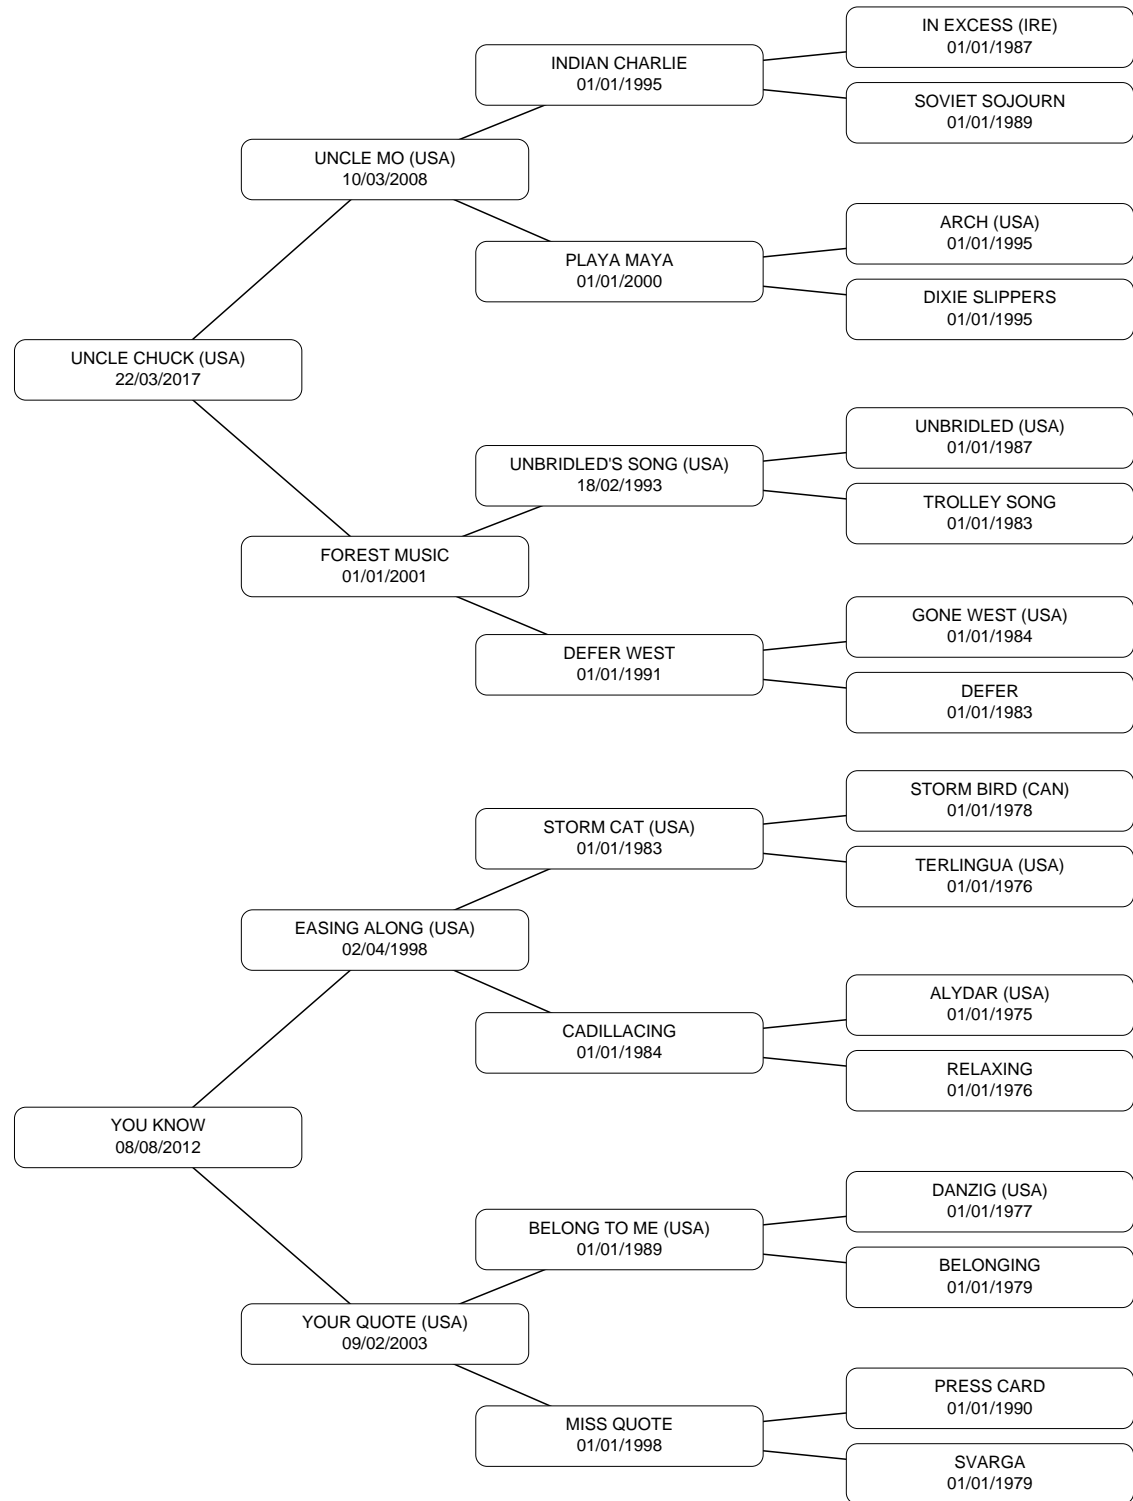 IN EXCESS (IRE)
01/01/1987
INDIAN CHARLIE
01/01/1995
SOVIET SOJOURN
01/01/1989
UNCLE MO (USA)
10/03/2008
ARCH (USA)
01/01/1995
PLAYA MAYA
01/01/2000
DIXIE SLIPPERS
01/01/1995
UNCLE CHUCK (USA)
22/03/2017
UNBRIDLED (USA)
01/01/1987
UNBRIDLED'S SONG (USA)
18/02/1993
TROLLEY SONG
01/01/1983
FOREST MUSIC
01/01/2001
GONE WEST (USA)
01/01/1984
DEFER WEST
01/01/1991
DEFER
01/01/1983
STORM BIRD (CAN)
01/01/1978
STORM CAT (USA)
01/01/1983
TERLINGUA (USA)
01/01/1976
EASING ALONG (USA)
02/04/1998
ALYDAR (USA)
01/01/1975
CADILLACING
01/01/1984
RELAXING
01/01/1976
YOU KNOW
08/08/2012
DANZIG (USA)
01/01/1977
BELONG TO ME (USA)
01/01/1989
BELONGING
01/01/1979
YOUR QUOTE (USA)
09/02/2003
PRESS CARD
01/01/1990
MISS QUOTE
01/01/1998
SVARGA
01/01/1979